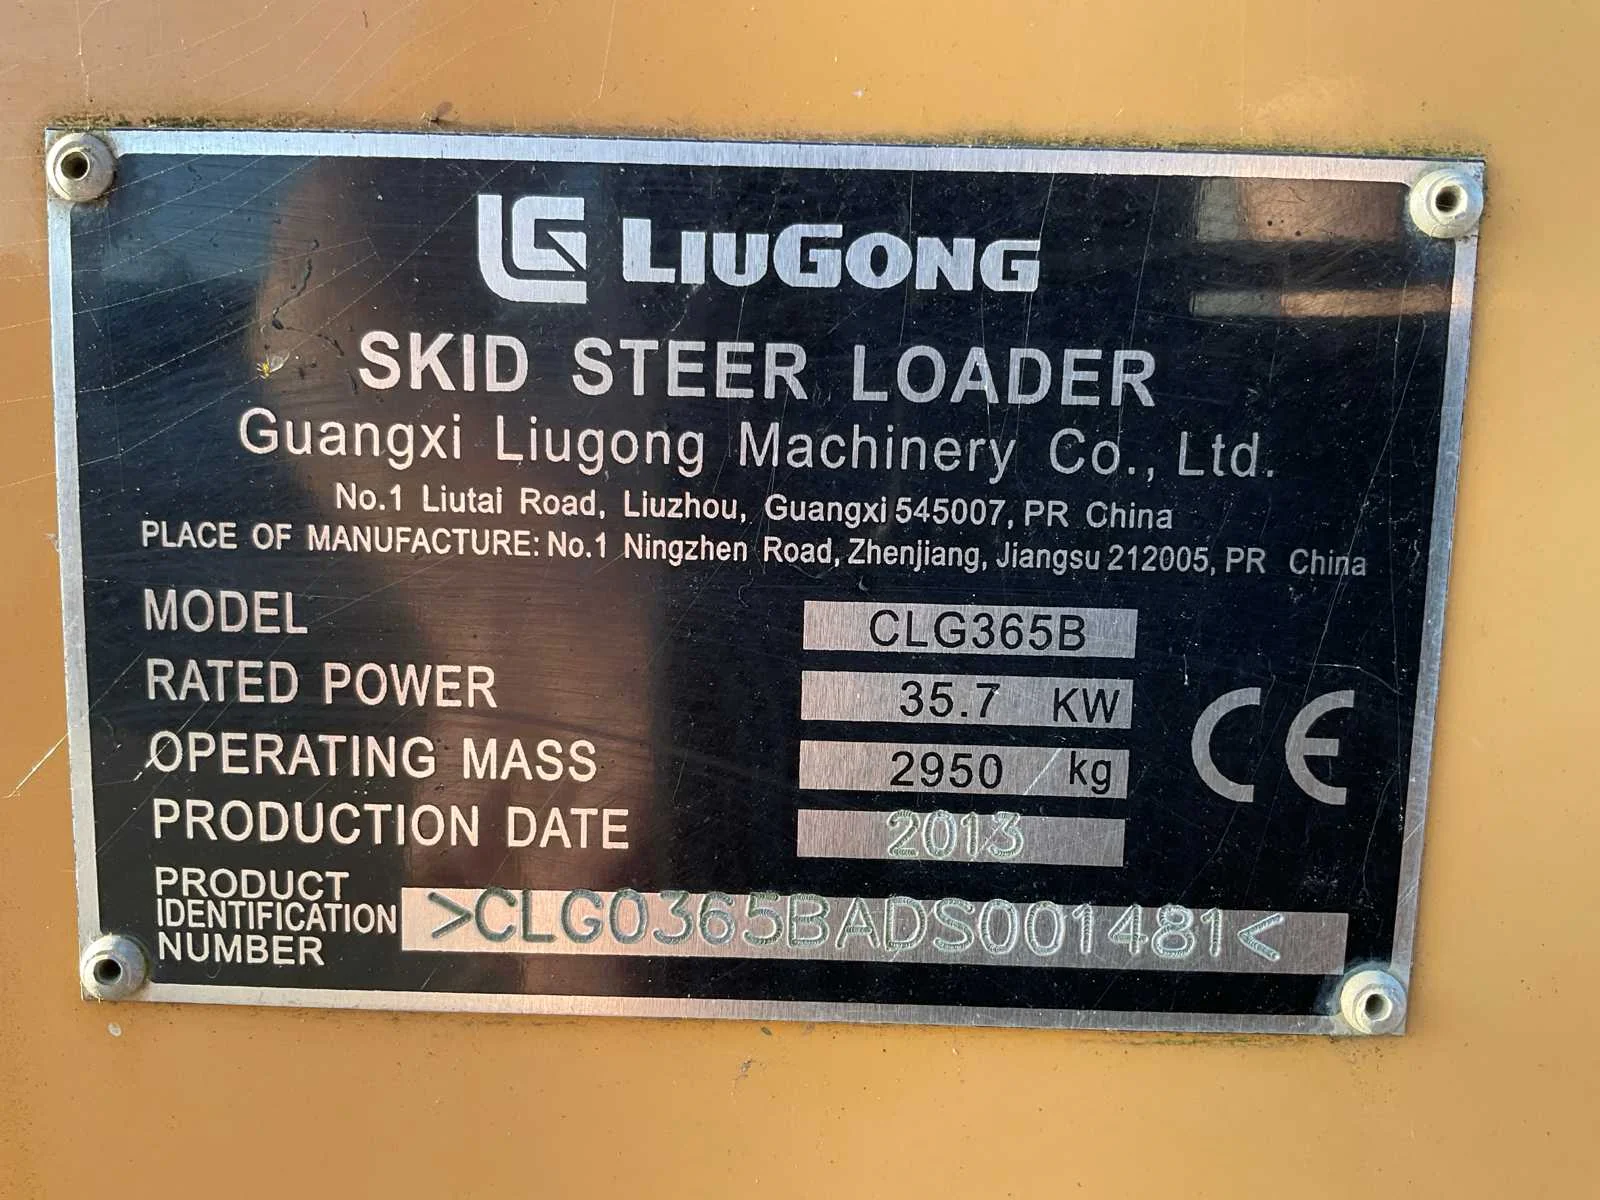 LG LIUGONG
SKID STEER LOADER
Guangxi Liugong Machinery Co., Ltd.
No.1 Liutai Road, Liuzhou, Guangxi 545007, PR China
PLACE OF MANUFACTURE: No.1 Ningzhen Road, Zhenjiang, Jiangsu 212005, PR China
MODEL CLG365B
RATED POWER 35.7 KW
OPERATING MASS 2950 kg
PRODUCTION DATE 2013
CE
PRODUCT
IDENTIFICATION
NUMBER
>CLG0365BADS001481<